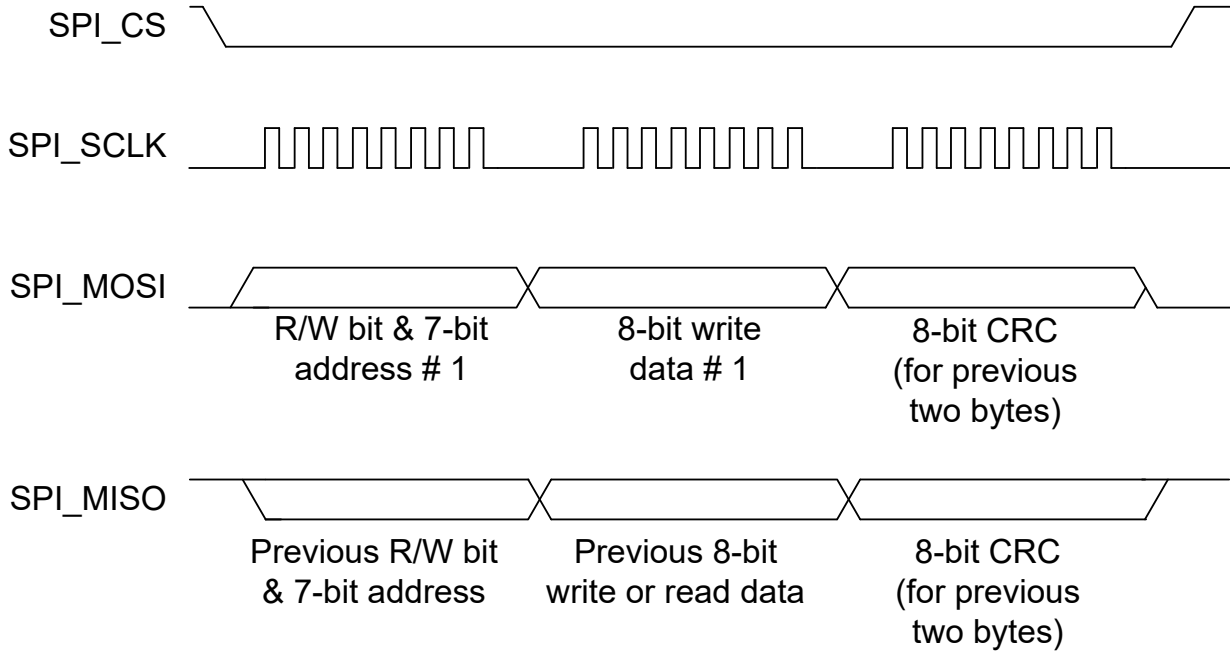 SPI_CS
SPI_SCLK
SPI_MOSI
R/W bit & 7-bit
address # 1
8-bit write
data # 1
8-bit CRC
(for previous
two bytes)
SPI_MISO
Previous R/W bit
& 7-bit address
Previous 8-bit
write or read data
8-bit CRC
(for previous
two bytes)